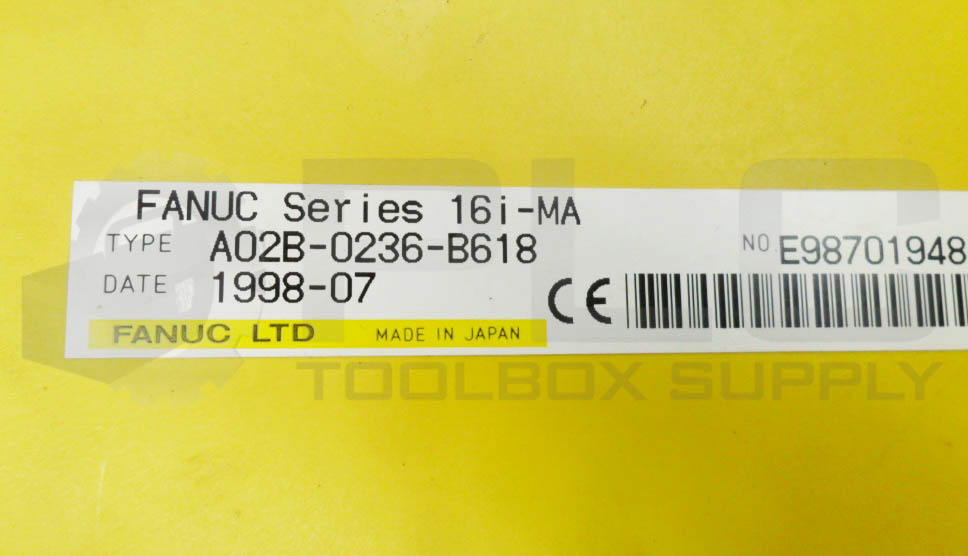 FANUC Series 16i-MA
TYPE A02B-0236-B618 NO. E98701948
DATE 1998-07 CE
FANUC LTD MADE IN JAPAN
PLC
TOOLBOX SUPPLY